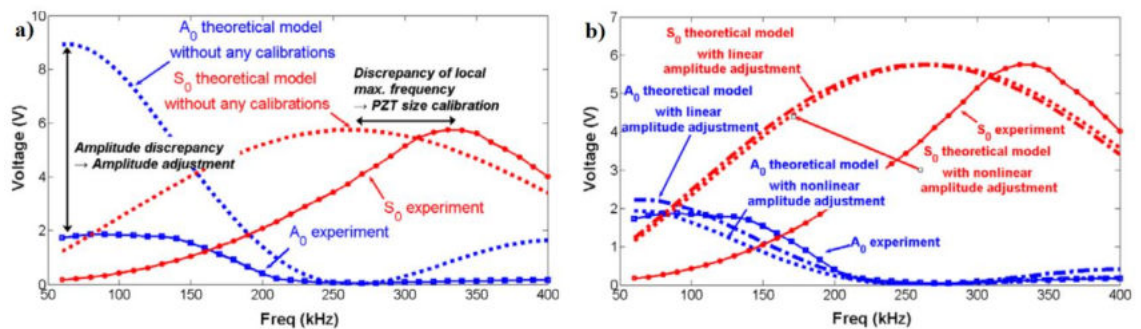 a)
10
8
6
4
2
0
50
100
150
200
250
300
350
400
Voltage (V)
Freq (kHz)
A0 theoretical model
without any calibrations
S0 theoretical model
without any calibrations
Discrepancy of local
max. frequency
→ PZT size calibration
Amplitude discrepancy
→ Amplitude adjustment
S0 experiment
A0 experiment
b)
7
6
5
4
3
2
1
0
50
100
150
200
250
300
350
400
Voltage (V)
Freq (kHz)
S0 theoretical model
with linear
amplitude adjustment
A0 theoretical model
with linear
amplitude adjustment
S0 experiment
S0 theoretical model
with nonlinear
amplitude adjustment
A0 theoretical model
with nonlinear
amplitude adjustment
A0 experiment